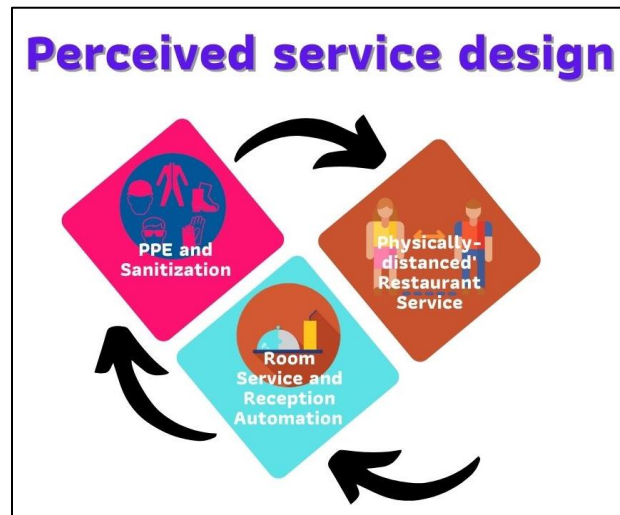 Perceived service design
PPE and
Sanitization
Physically-
distanced'
Restaurant
Service
Room
Service and
Reception
Automation